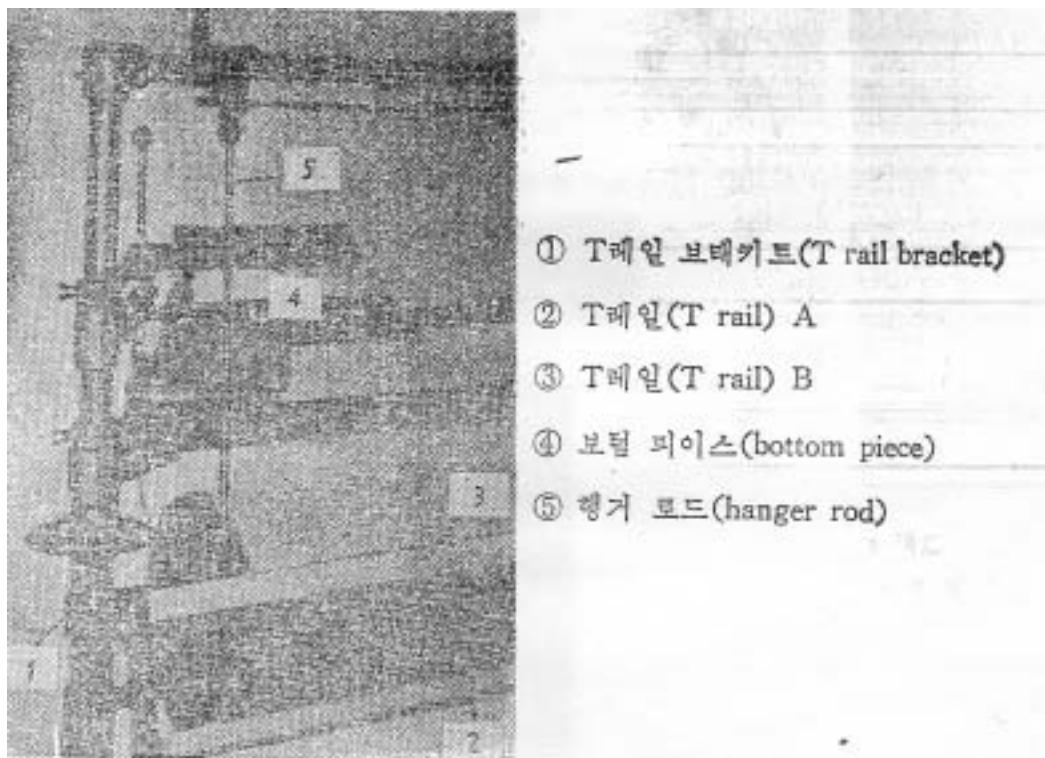 5
4
3
1
2
① T레일 브래키트(T rail bracket)
② T레일(T rail) A
③ T레일(T rail) B
④ 보텀 피이스(bottom piece)
⑤ 행거 로드(hanger rod)